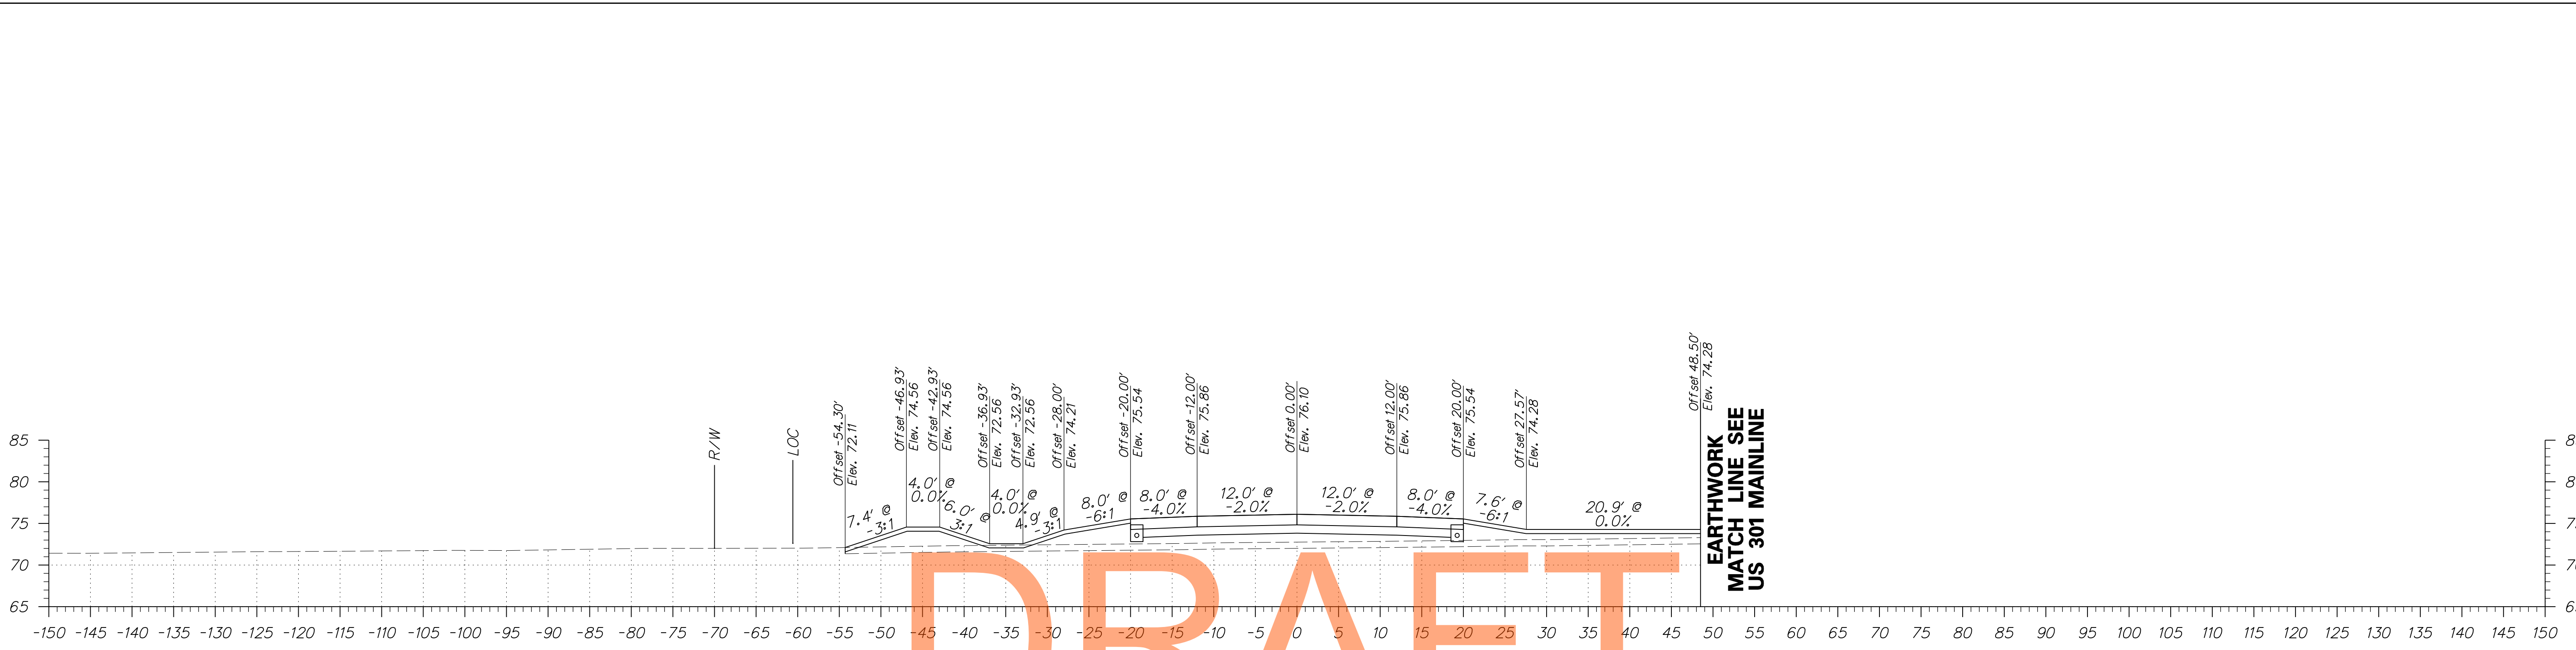 R/W
LOC
Offset -54.30'
Elev. 72.11
Offset -46.93'
Elev. 74.56
Offset -42.93'
Elev. 74.56
Offset -36.93'
Elev. 72.56
Offset -32.93'
Elev. 72.56
Offset -28.00'
Elev. 74.21
Offset -20.00'
Elev. 75.54
Offset -12.00'
Elev. 75.86
Offset 0.00'
Elev. 76.10
Offset 12.00'
Elev. 75.86
Offset 20.00'
Elev. 75.54
Offset 27.57'
Elev. 74.28
Offset 48.50'
Elev. 74.28
EARTHWORK
MATCH LINE SEE
US 301 MAINLINE
7.4' @
-3:1
4.0' @
0.0%
6.0' @
3:1
4.0' @
0.0%
4.9' @
-3:1
8.0' @
-6:1
8.0' @
-4.0%
12.0' @
-2.0%
12.0' @
-2.0%
8.0' @
-4.0%
7.6' @
-6:1
20.9' @
0.0%
85
80
75
70
65
DRAFT
-150 -145 -140 -135 -130 -125 -120 -115 -110 -105 -100 -95 -90 -85 -80 -75 -70 -65 -60 -55 -50 -45 -40 -35 -30 -25 -20 -15 -10 -5 0 5 10 15 20 25 30 35 40 45 50 55 60 65 70 75 80 85 90 95 100 105 110 115 120 125 130 135 140 145 150